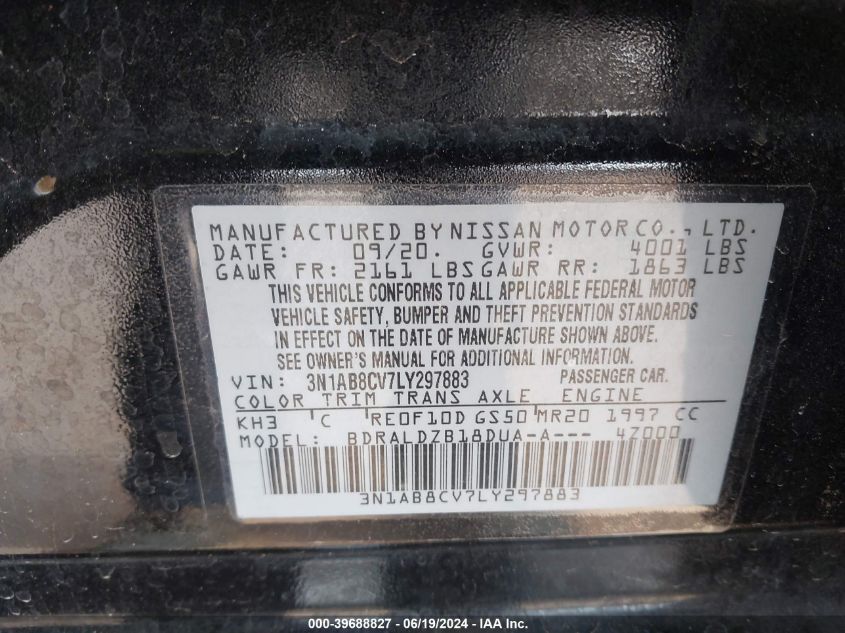 MANUFACTURED BY NISSAN MOTOR CO., LTD.
DATE: 09/20. GVWR: 4001 LBS
GAWR FR: 2161 LBS GAWR RR: 1863 LBS
THIS VEHICLE CONFORMS TO ALL APPLICABLE FEDERAL MOTOR
VEHICLE SAFETY, BUMPER AND THEFT PREVENTION STANDARDS
IN EFFECT ON THE DATE OF MANUFACTURE SHOWN ABOVE.
SEE OWNER'S MANUAL FOR ADDITIONAL INFORMATION.
VIN: 3N1AB8CV7LY297883 PASSENGER CAR.
COLOR TRIM TRANS AXLE ENGINE
KH3 C RE0F10D GS50 MR20 1997 CC
MODEL: BDRALDZB18DUA-A--- 4Z000
3N1AB8CV7LY297883
000-39688827 - 06/19/2024 - IAA Inc.